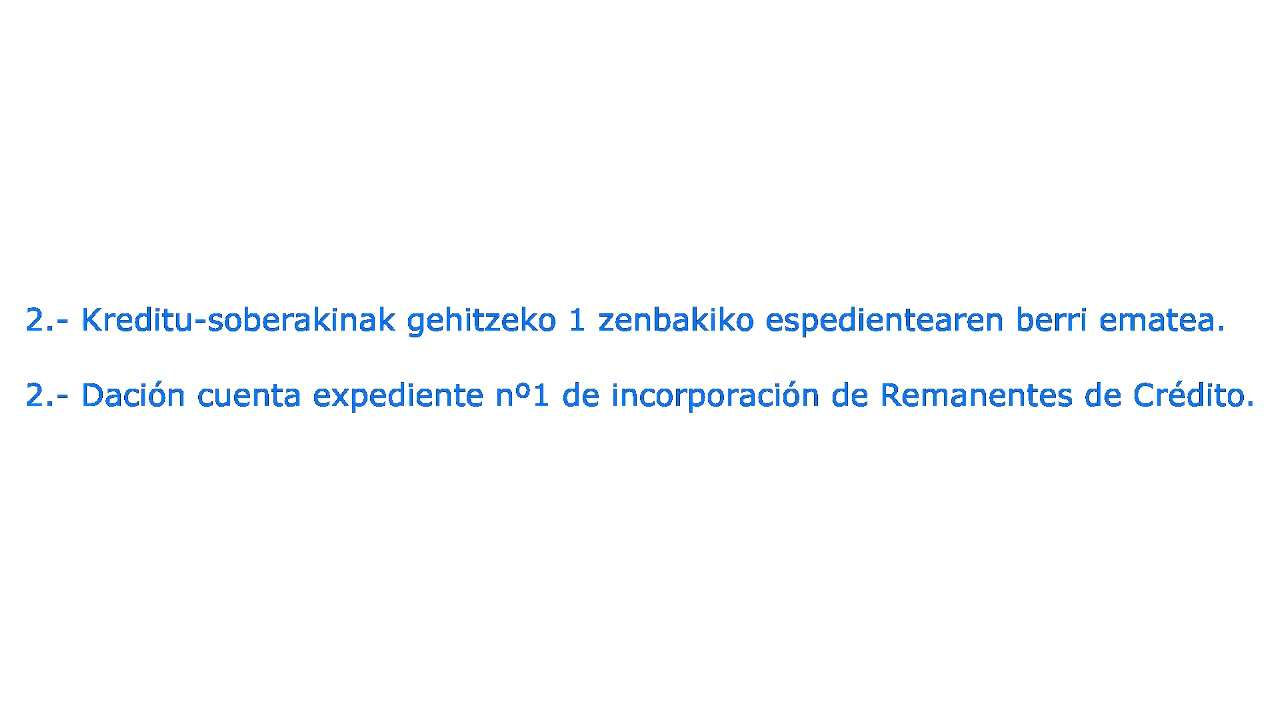 2.- Kreditu-soberakinak gehitzeko 1 zenbakiko espedientearen berri ematea.
2.- Dación cuenta expediente nº1 de incorporación de Remanentes de Crédito.